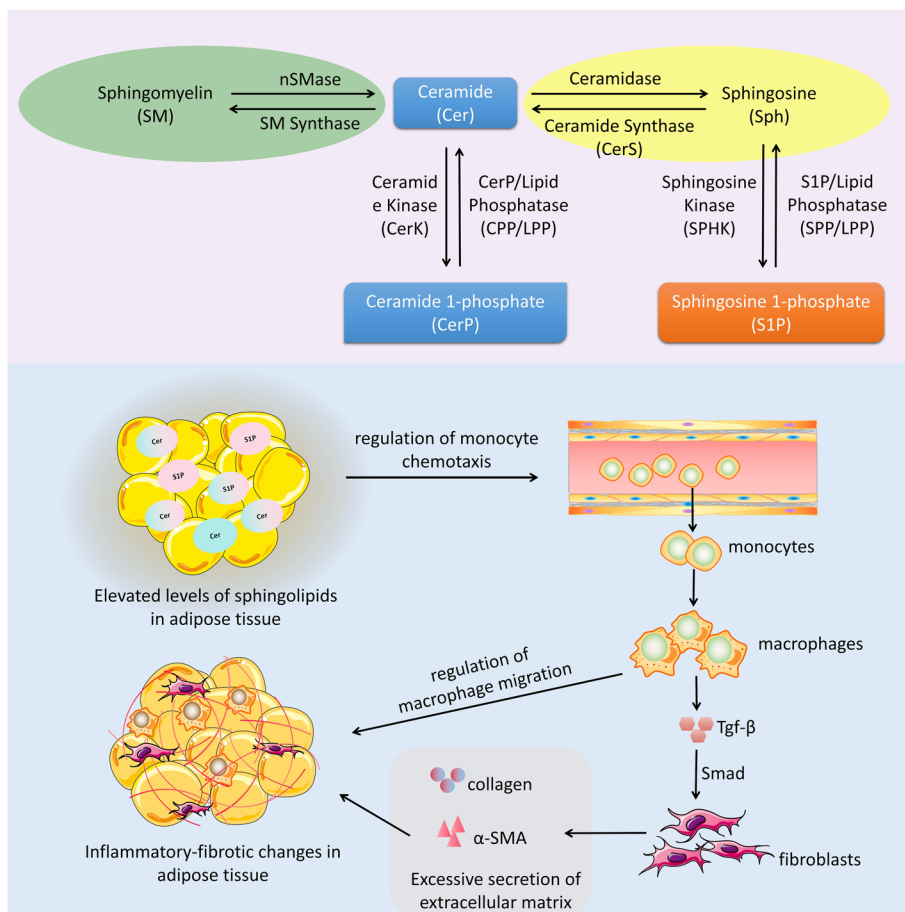 Sphingomyelin
(SM)
nSMase
SM Synthase
Ceramide
(Cer)
Ceramidase
Ceramide Synthase
(CerS)
Sphingosine
(Sph)
Ceramid
e Kinase
(CerK)
CerP/Lipid
Phosphatase
(CPP/LPP)
Sphingosine
Kinase
(SPHK)
S1P/Lipid
Phosphatase
(SPP/LPP)
Ceramide 1-phosphate
(CerP)
Sphingosine 1-phosphate
(S1P)
Cer
S1P
S1P
S1P
Cer
Cer
Cer
Elevated levels of sphingolipids
in adipose tissue
regulation of monocyte
chemotaxis
monocytes
macrophages
regulation of
macrophage migration
Tgf-β
Smad
fibroblasts
collagen
α-SMA
Excessive secretion of
extracellular matrix
Inflammatory-fibrotic changes in
adipose tissue